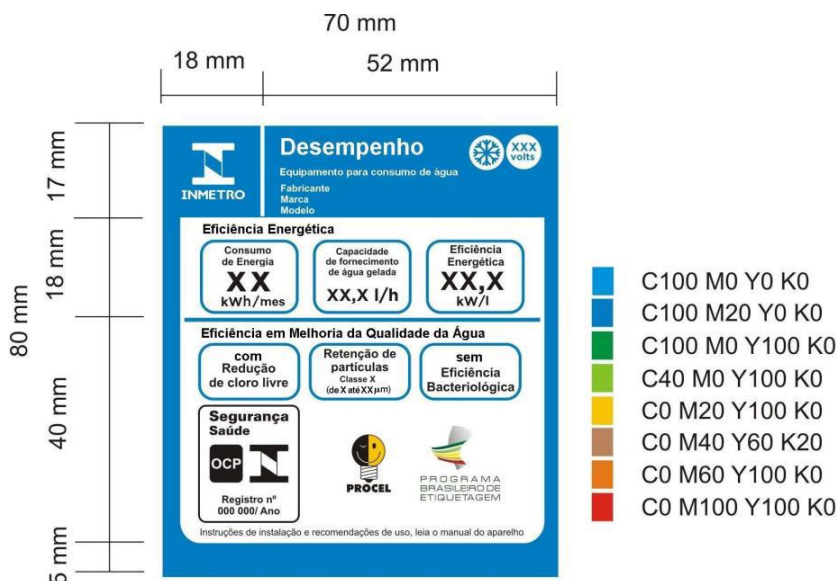 70 mm
18 mm
52 mm
17 mm
18 mm
80 mm
40 mm
5 mm
INMETRO
Desempenho
XXX
volts
Equipamento para consumo de água
Fabricante
Marca
Modelo
Eficiência Energética
Consumo
de Energia
XX
kWh/mes
Capacidade
de fornecimento
de água gelada
XX,X l/h
Eficiência
Energética
XX,X
kW/l
Eficiência em Melhoria da Qualidade da Água
com
Redução
de cloro livre
Retenção de
partículas
Classe X
(de X até XXµm)
sem
Eficiência
Bacteriológica
Segurança
Saúde
OCP
Registro nº
000 000/ Ano
PROCEL
PROGRAMA
BRASILEIRO DE
ETIQUETAGEM
Instruções de instalação e recomendações de uso, leia o manual do aparelho
C100 M0 Y0 K0
C100 M20 Y0 K0
C100 M0 Y100 K0
C40 M0 Y100 K0
C0 M20 Y100 K0
C0 M40 Y60 K20
C0 M60 Y100 K0
C0 M100 Y100 K0